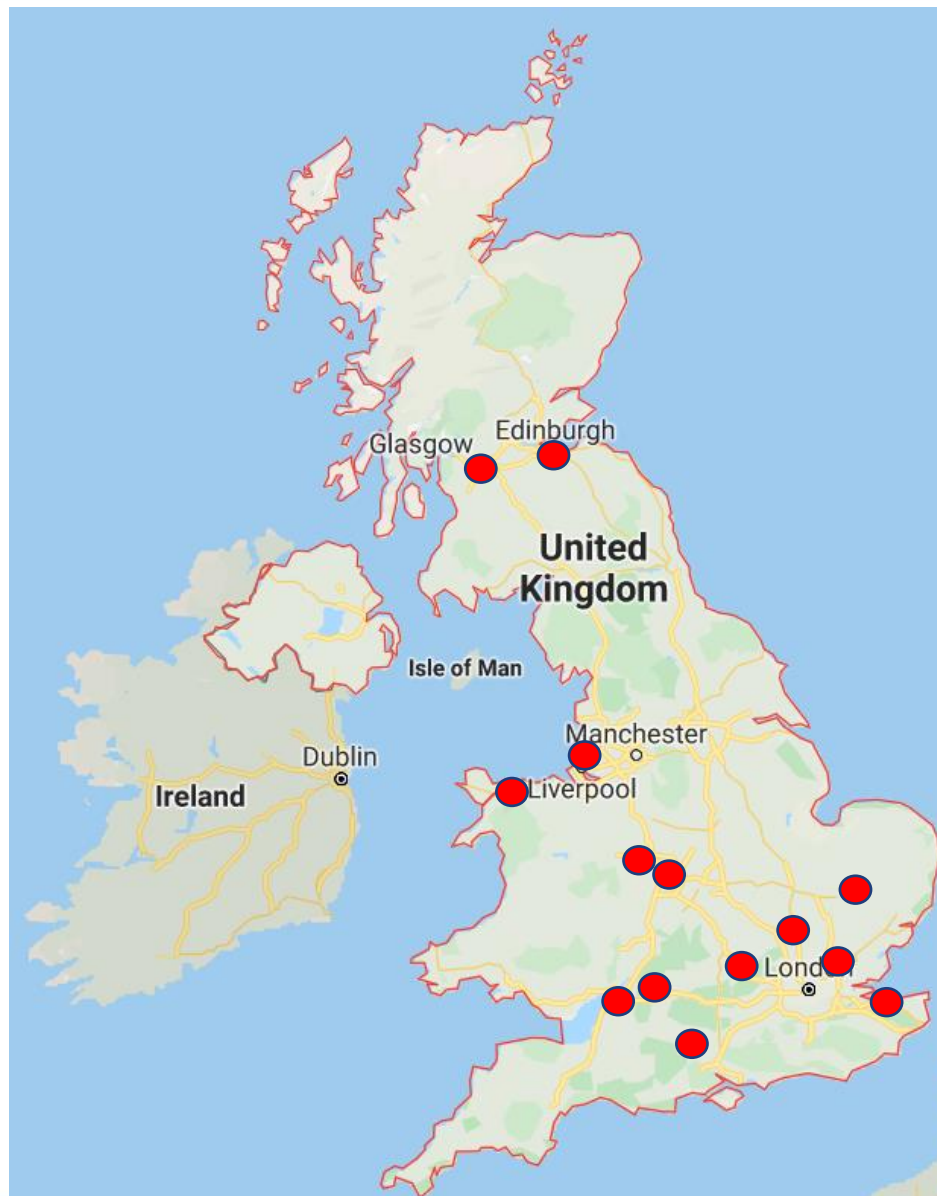 Edinburgh
Glasgow
United
Kingdom
Isle of Man
Manchester
Dublin
Liverpool
Ireland
London